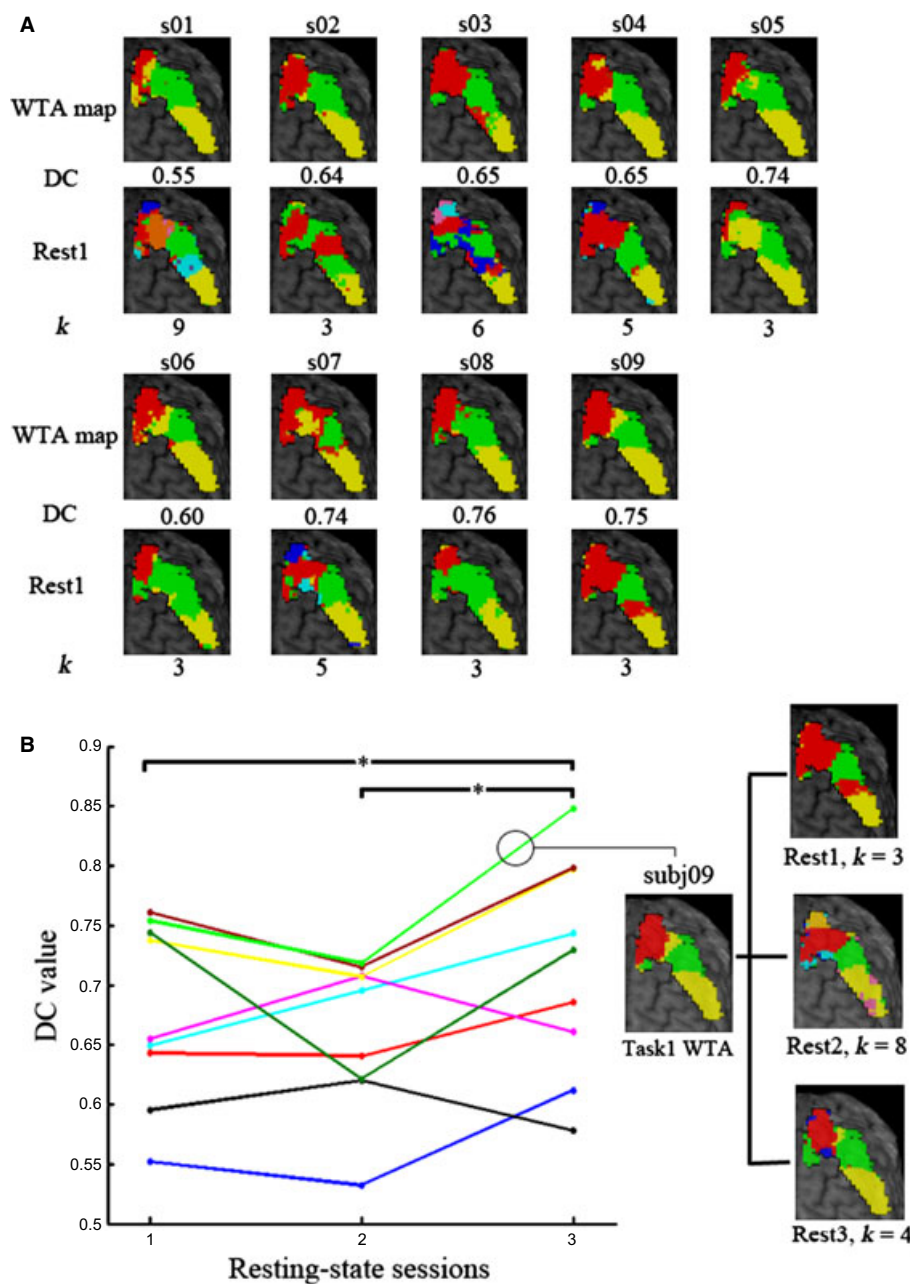 A
s01 s02 s03 s04 s05
WTA map
DC 0.55 0.64 0.65 0.65 0.74
Rest1
k 9 3 6 5 3
s06 s07 s08 s09
WTA map
DC 0.60 0.74 0.76 0.75
Rest1
k 3 5 3 3
B
0.9
0.85
0.8
0.75
0.7
0.65
0.6
0.55
0.5
DC value
1 2 3
Resting-state sessions
*
*
subj09
Task1 WTA
Rest1, k = 3
Rest2, k = 8
Rest3, k = 4